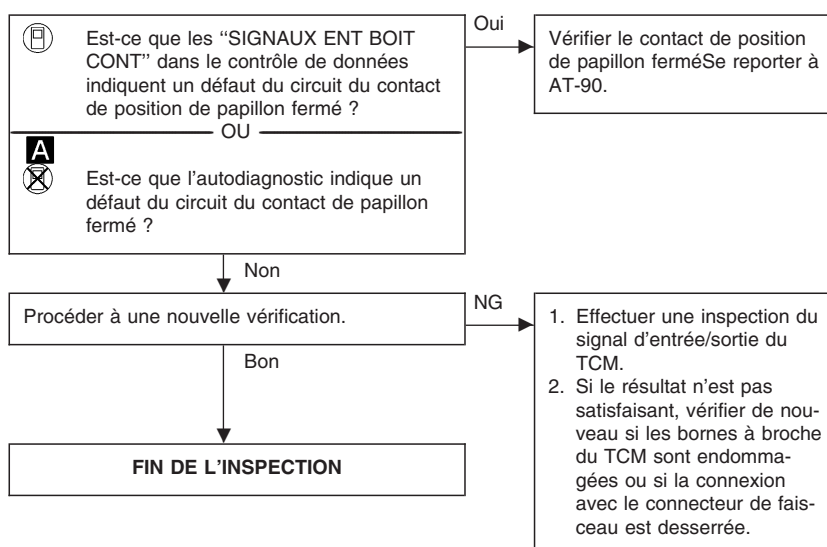 Est-ce que les “SIGNAUX ENT BOIT
CONT” dans le contrôle de données
indiquent un défaut du circuit du contact
de position de papillon fermé ?
OU
A
Est-ce que l’autodiagnostic indique un
défaut du circuit du contact de papillon
fermé ?
Oui
Vérifier le contact de position
de papillon ferméSe reporter à
AT-90.
Non
Procéder à une nouvelle vérification.
NG
1. Effectuer une inspection du
signal d’entrée/sortie du
TCM.
2. Si le résultat n’est pas
satisfaisant, vérifier de nou-
veau si les bornes à broche
du TCM sont endomma-
gées ou si la connexion
avec le connecteur de fais-
ceau est desserrée.
Bon
FIN DE L’INSPECTION